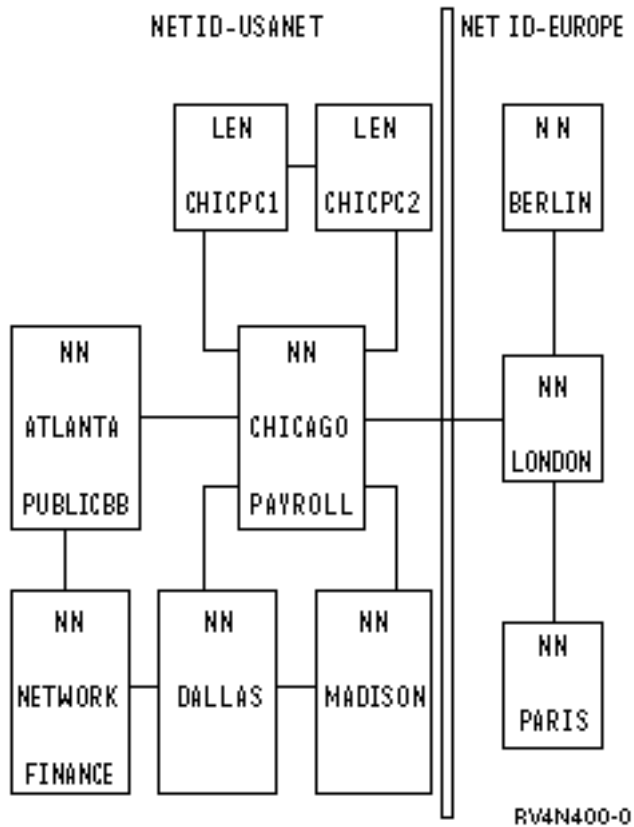 NETID-USANET
NET ID-EUROPE
LEN
CHICPC1
LEN
CHICPC2
NN
BERLIN
NN
ATLANTA
PUBLICBB
NN
CHICAGO
PAYROLL
NN
LONDON
NN
NETWORK
FINANCE
NN
DALLAS
NN
MADISON
NN
PARIS
RV4N400-0